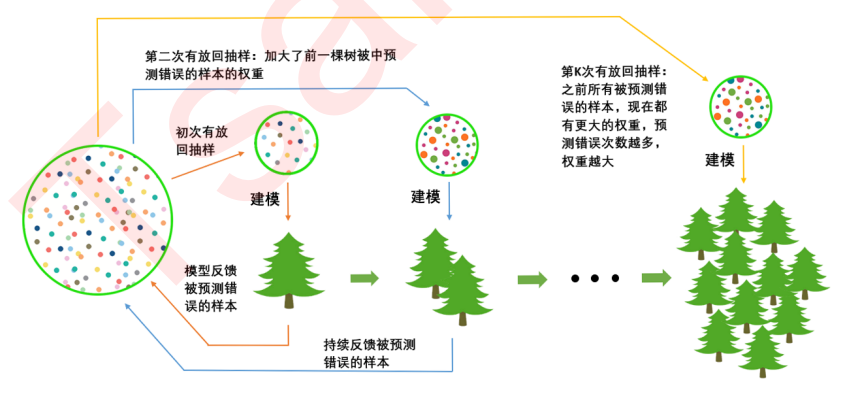 第二次有放回抽样：加大了前一棵树被中预
测错误的样本的权重
第K次有放回抽样：
之前所有被预测错
误的样本，现在都
有更大的权重，预
测错误次数越多，
权重越大
初次有放
回抽样
建模
建模
建模
模型反馈
被预测错
误的样本
持续反馈被预测
错误的样本